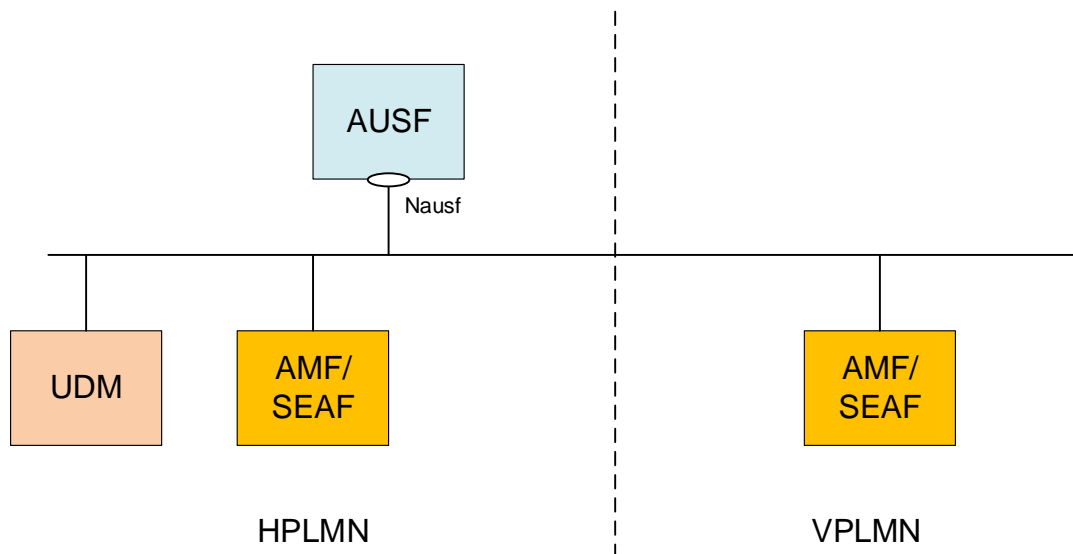 AUSF
Nausf
UDM
AMF/
SEAF
AMF/
SEAF
HPLMN
VPLMN